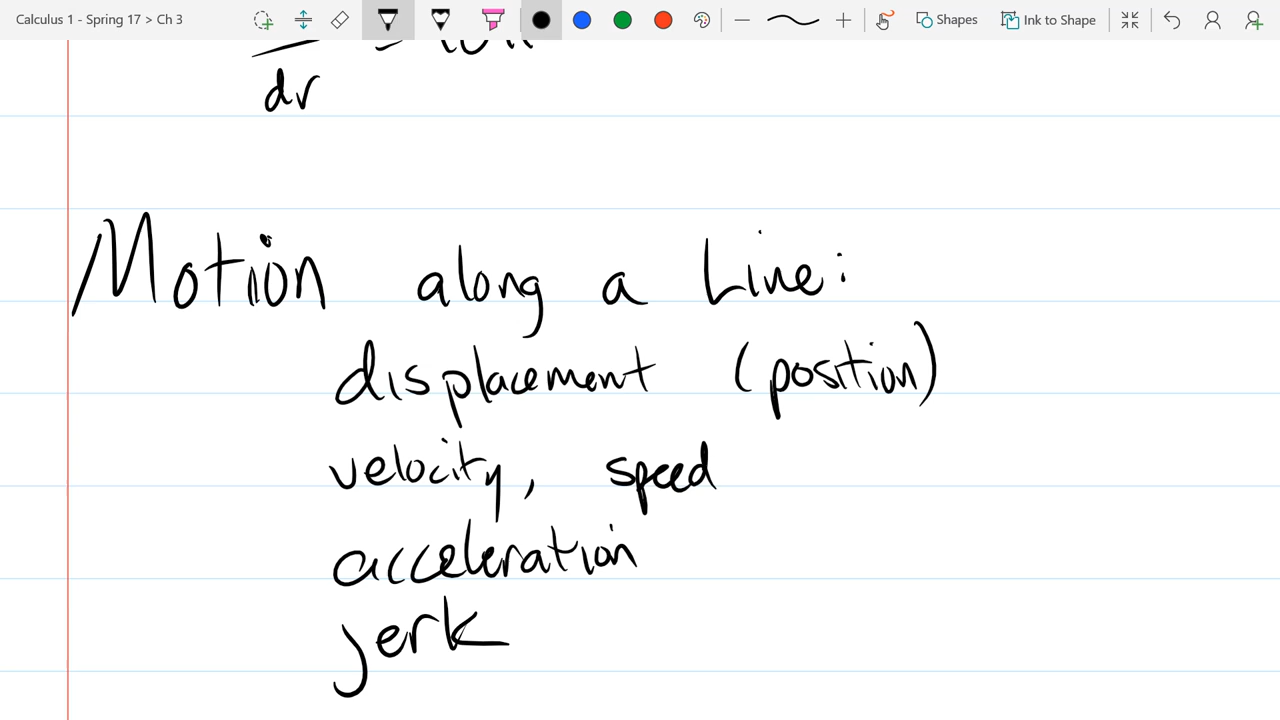 Calculus 1 - Spring 17 > Ch 3
Shapes
Ink to Shape
dr
Motion along a Line:
displacement (position)
velocity, speed
acceleration
jerk